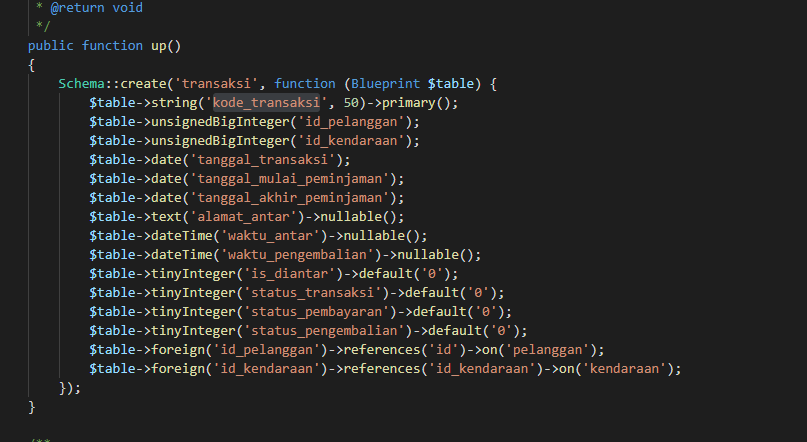 * @return void
*/
public function up()
{
Schema::create('transaksi', function (Blueprint $table) {
$table->string('kode_transaksi', 50)->primary();
$table->unsignedBigInteger('id_pelanggan');
$table->unsignedBigInteger('id_kendaraan');
$table->date('tanggal_transaksi');
$table->date('tanggal_mulai_peminjaman');
$table->date('tanggal_akhir_peminjaman');
$table->text('alamat_antar')->nullable();
$table->dateTime('waktu_antar')->nullable();
$table->dateTime('waktu_pengembalian')->nullable();
$table->tinyInteger('is_diantar')->default('0');
$table->tinyInteger('status_transaksi')->default('0');
$table->tinyInteger('status_pembayaran')->default('0');
$table->tinyInteger('status_pengembalian')->default('0');
$table->foreign('id_pelanggan')->references('id')->on('pelanggan');
$table->foreign('id_kendaraan')->references('id_kendaraan')->on('kendaraan');
});
}
/**